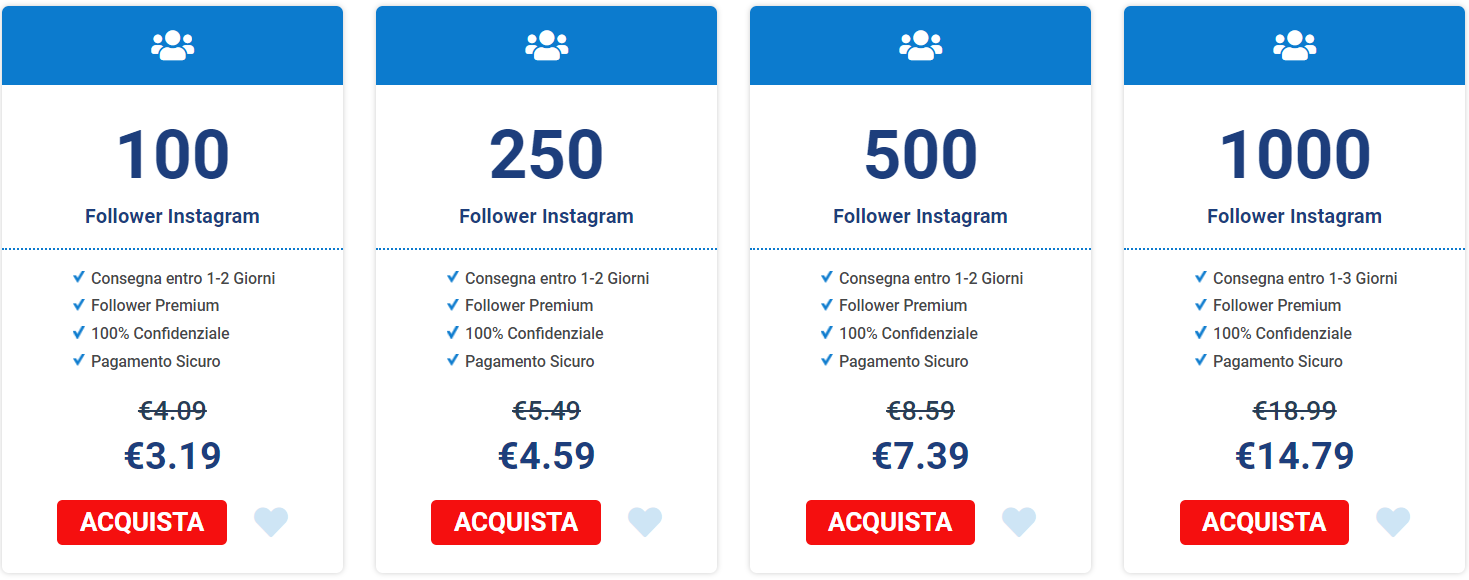 100
Follower Instagram
Consegna entro 1-2 Giorni
Follower Premium
100% Confidenziale
Pagamento Sicuro
€4.09
€3.19
ACQUISTA
250
Follower Instagram
Consegna entro 1-2 Giorni
Follower Premium
100% Confidenziale
Pagamento Sicuro
€5.49
€4.59
ACQUISTA
500
Follower Instagram
Consegna entro 1-2 Giorni
Follower Premium
100% Confidenziale
Pagamento Sicuro
€8.59
€7.39
ACQUISTA
1000
Follower Instagram
Consegna entro 1-3 Giorni
Follower Premium
100% Confidenziale
Pagamento Sicuro
€18.99
€14.79
ACQUISTA